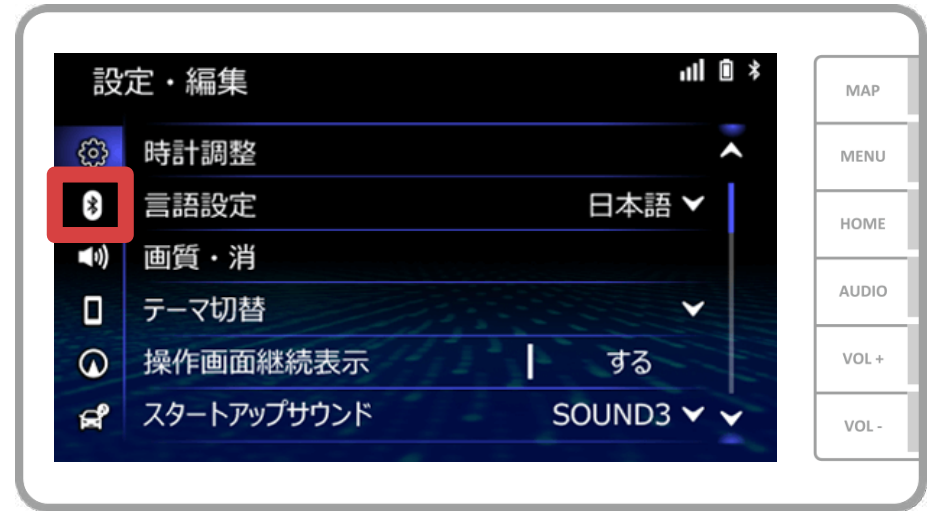 設定・編集
時計調整
言語設定 日本語
画質・消
テーマ切替
操作画面継続表示 する
スタートアップサウンド SOUND3
MAP
MENU
HOME
AUDIO
VOL +
VOL -